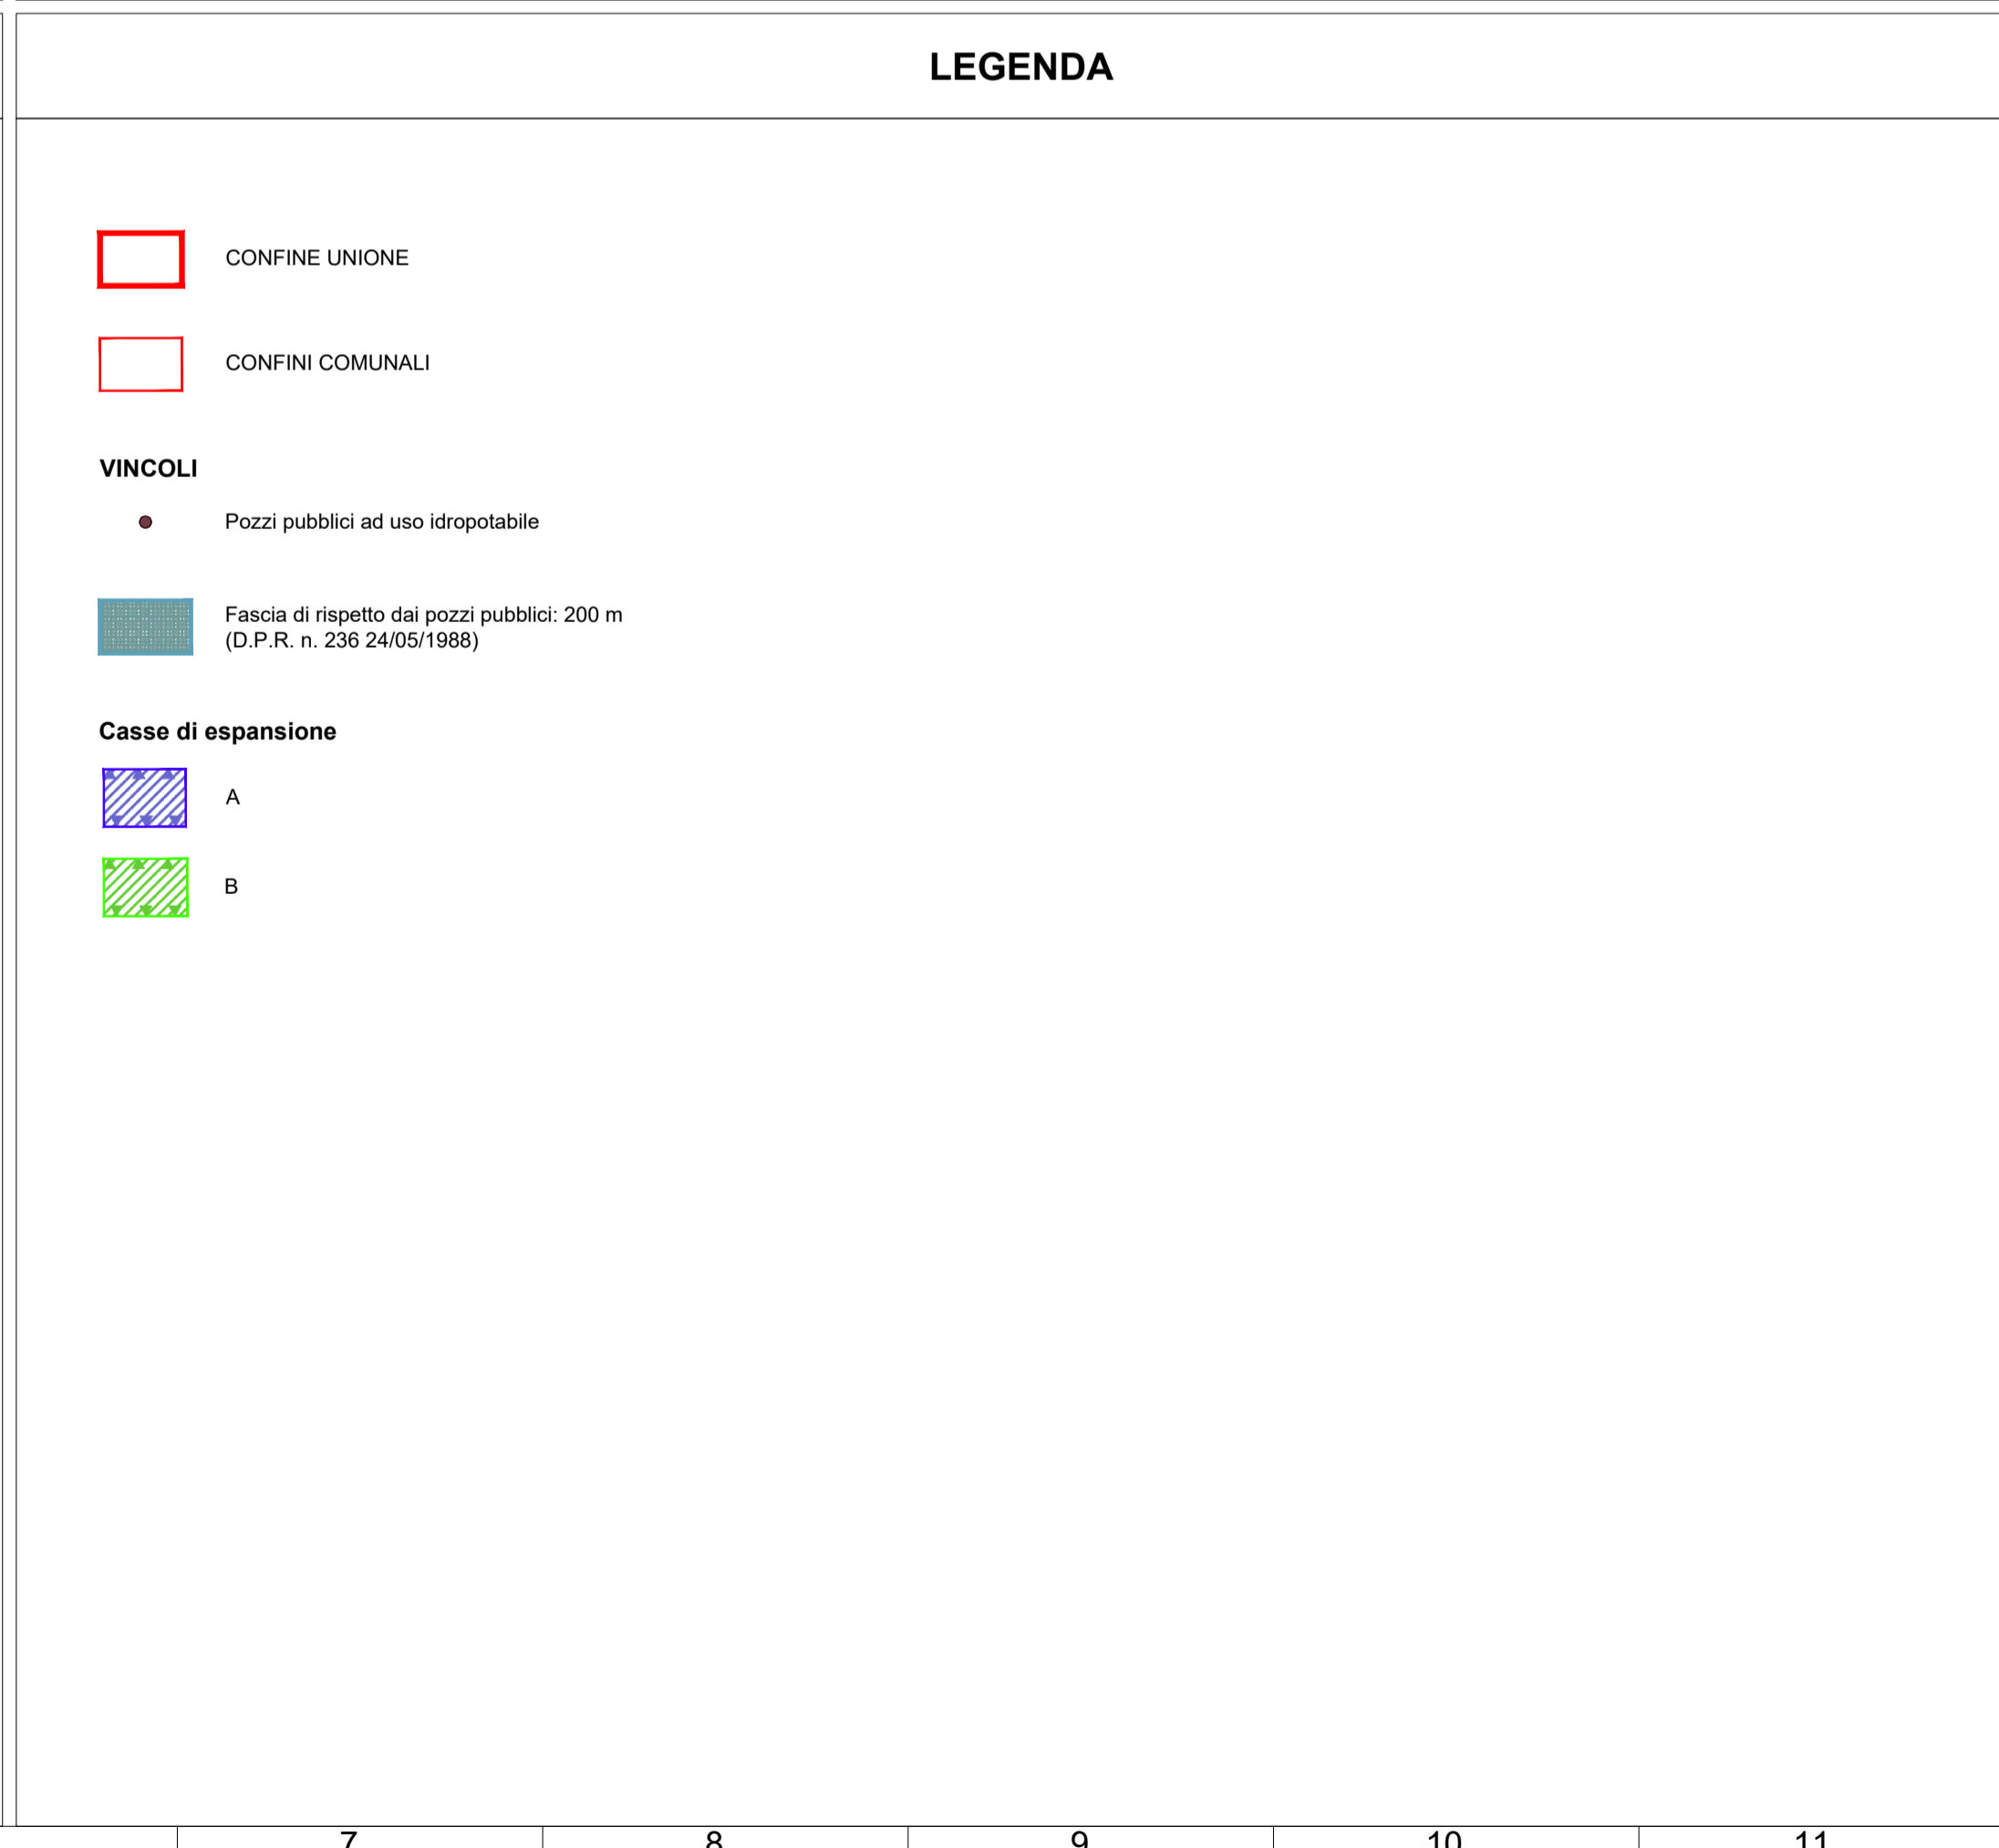 LEGENDA
CONFINE UNIONE
CONFINI COMUNALI
VINCOLI
Pozzi pubblici ad uso idropotabile
Fascia di rispetto dai pozzi pubblici: 200 m
(D.P.R. n. 236 24/05/1988)
Casse di espansione
A
B
7 8 9 10 11